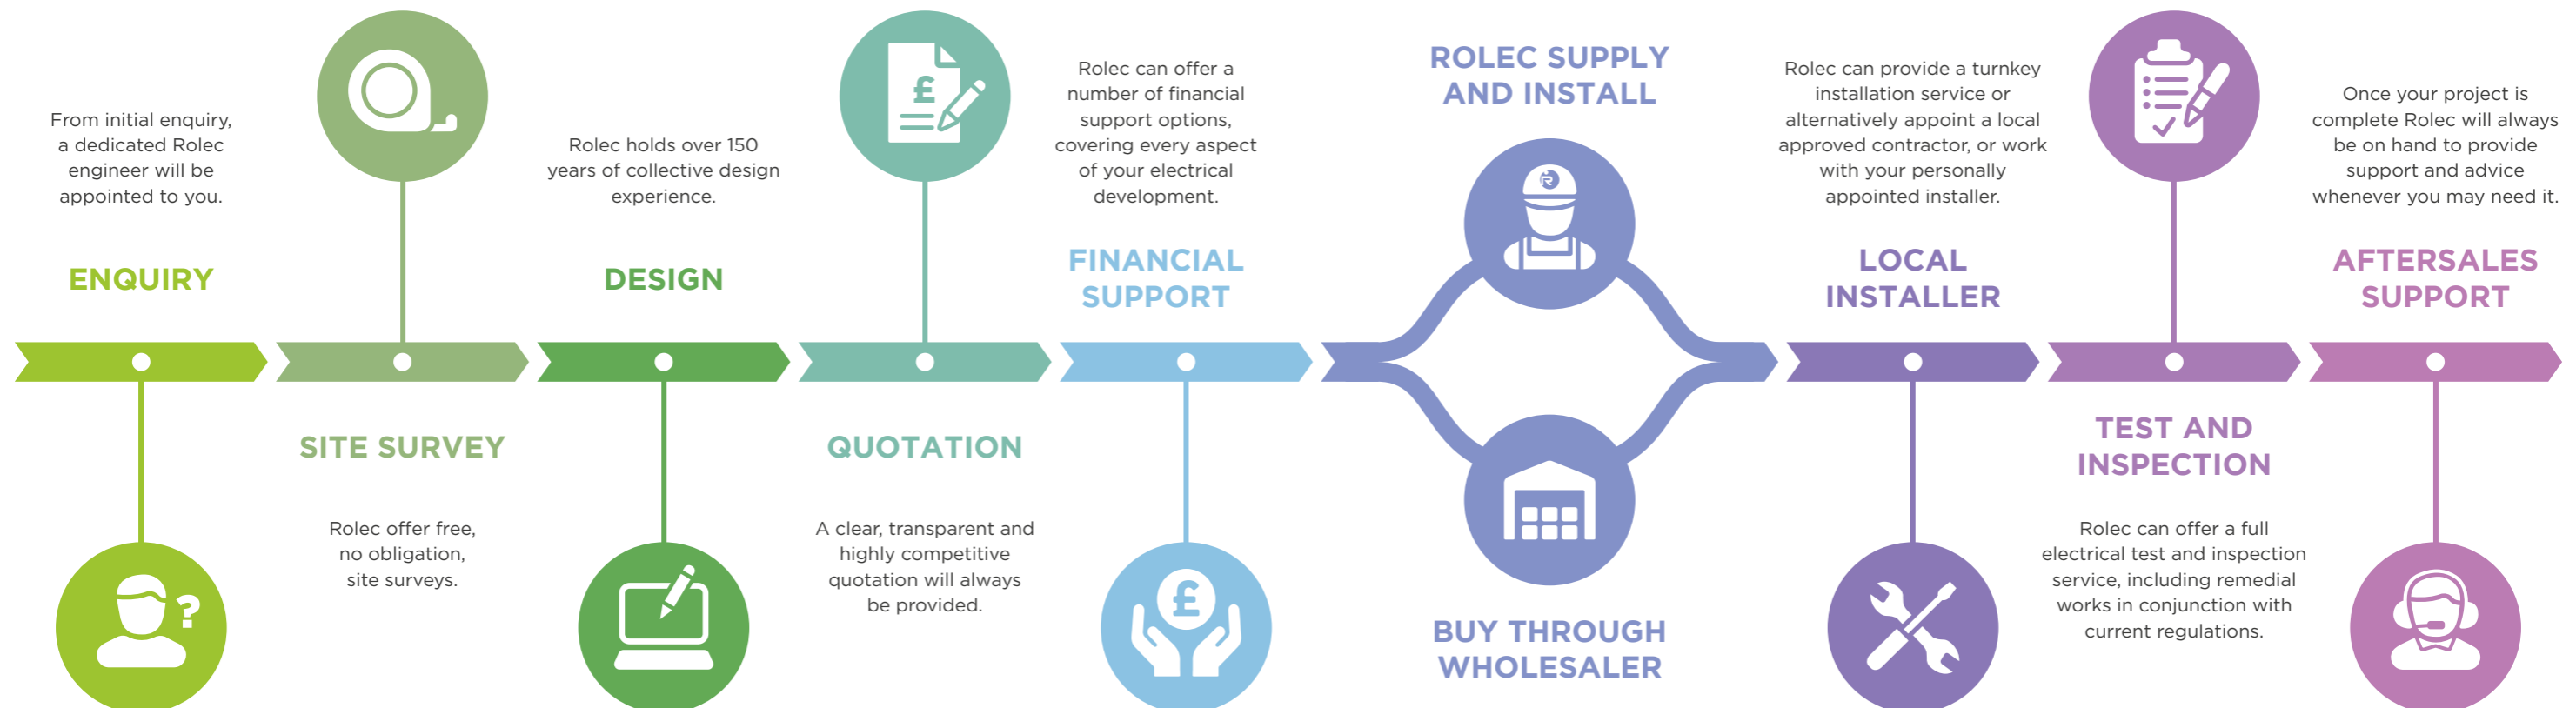 From initial enquiry,
a dedicated Rolec
engineer will be
appointed to you.
ENQUIRY
?
SITE SURVEY
Rolec offer free,
no obligation,
site surveys.
Rolec holds over 150
years of collective design
experience.
DESIGN
£
QUOTATION
A clear, transparent and
highly competitive
quotation will always
be provided.
Rolec can offer a
number of financial
support options,
covering every aspect
of your electrical
development.
FINANCIAL
SUPPORT
£
ROLEC SUPPLY
AND INSTALL
R
BUY THROUGH
WHOLESALER
Rolec can provide a turnkey
installation service or
alternatively appoint a local
approved contractor, or work
with your personally
appointed installer.
LOCAL
INSTALLER
TEST AND
INSPECTION
Rolec can offer a full
electrical test and inspection
service, including remedial
works in conjunction with
current regulations.
Once your project is
complete Rolec will always
be on hand to provide
support and advice
whenever you may need it.
AFTERSALES
SUPPORT